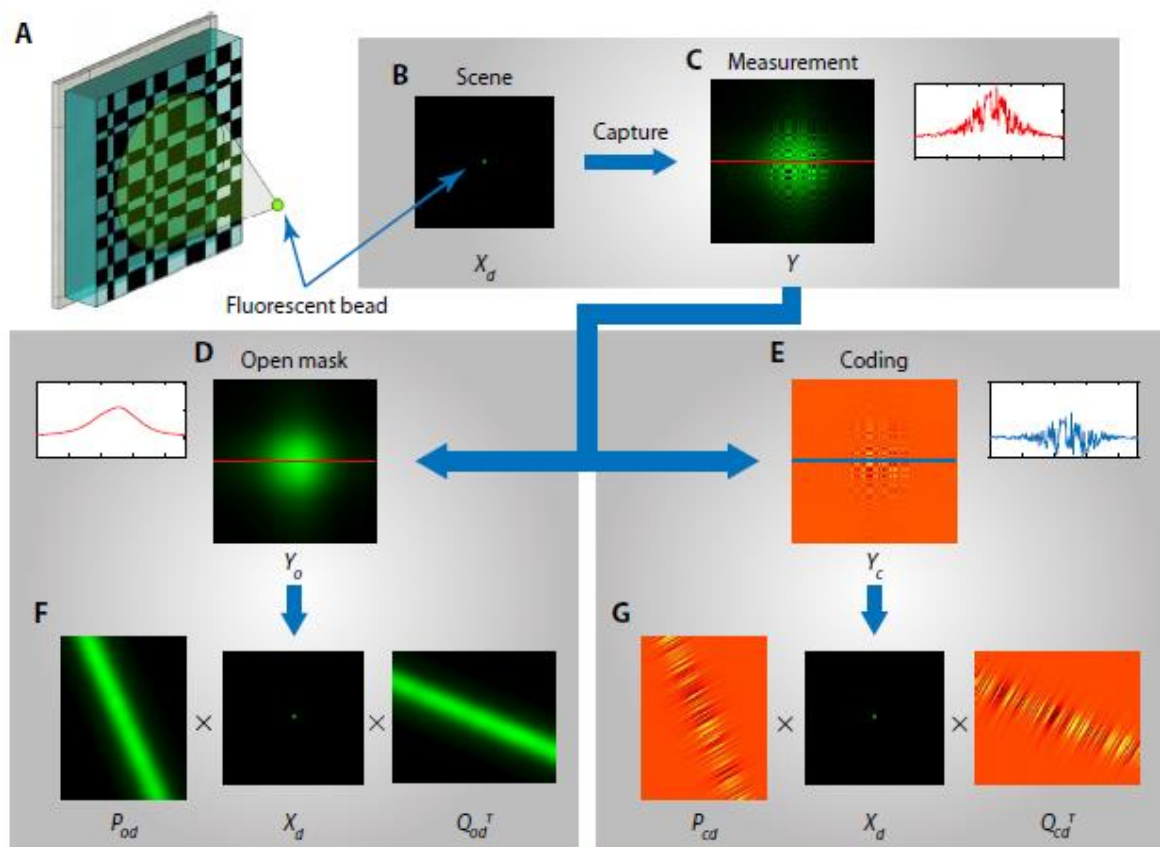 A
B
Scene
C
Measurement
Capture
X_d
Y
Fluorescent bead
D
Open mask
E
Coding
Y_o
Y_c
F
G
×
×
×
×
P_od
X_d
Q_od^T
P_cd
X_d
Q_cd^T